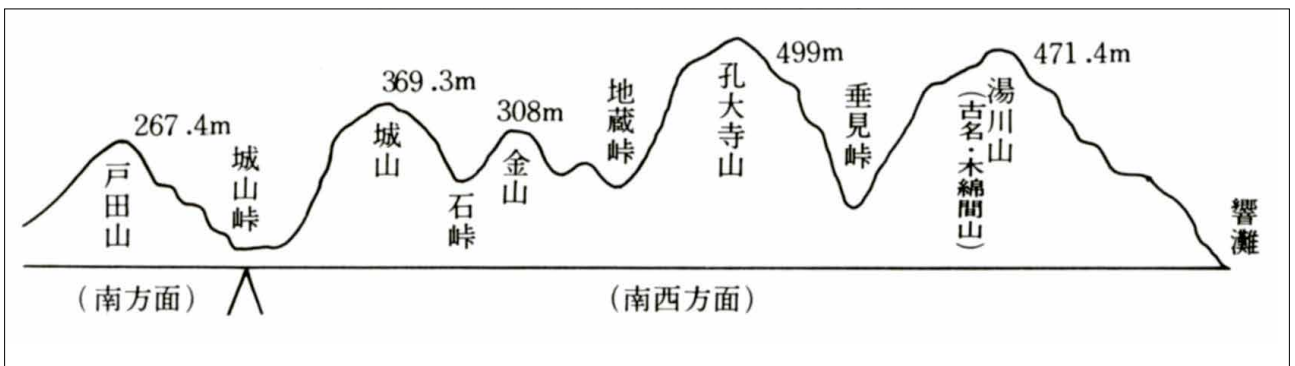 267.4m
戸田山
城山峠
369.3m
城山
石峠
308m
金山
地蔵峠
孔大寺山
499m
垂見峠
湯川山
(古名・木綿間山)
471.4m
響灘
(南方面)
(南西方面)